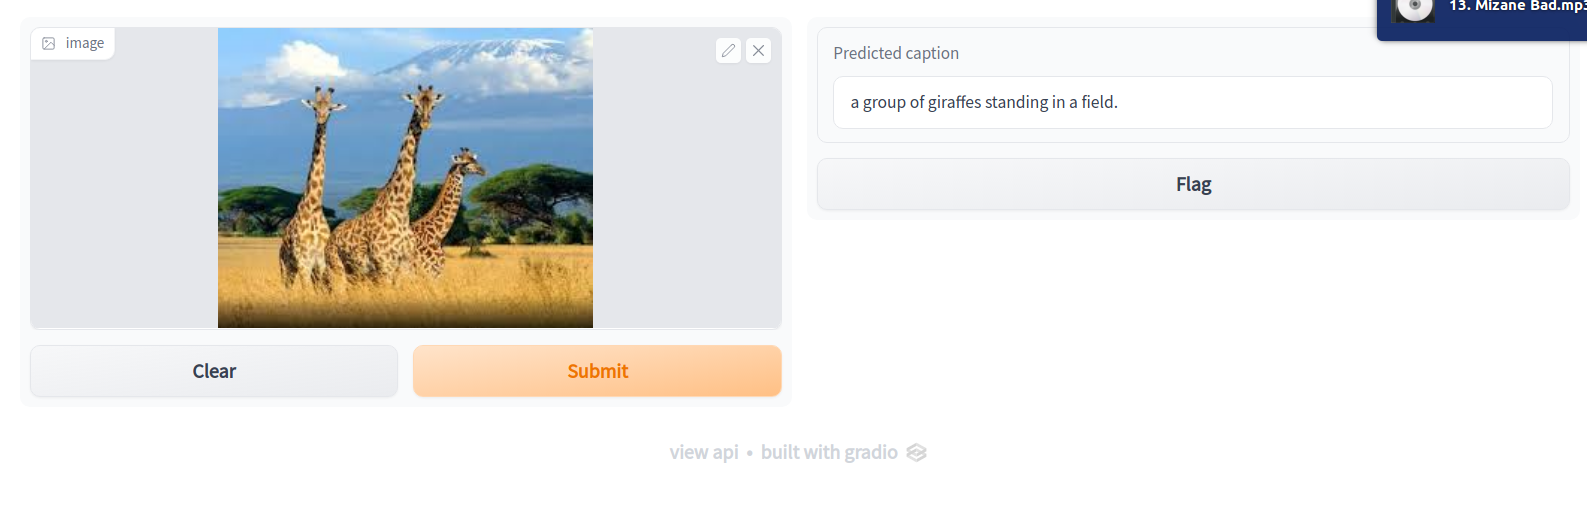 image
13. Mizane Bad.mp3
Predicted caption
a group of giraffes standing in a field.
Flag
Clear
Submit
view api • built with gradio